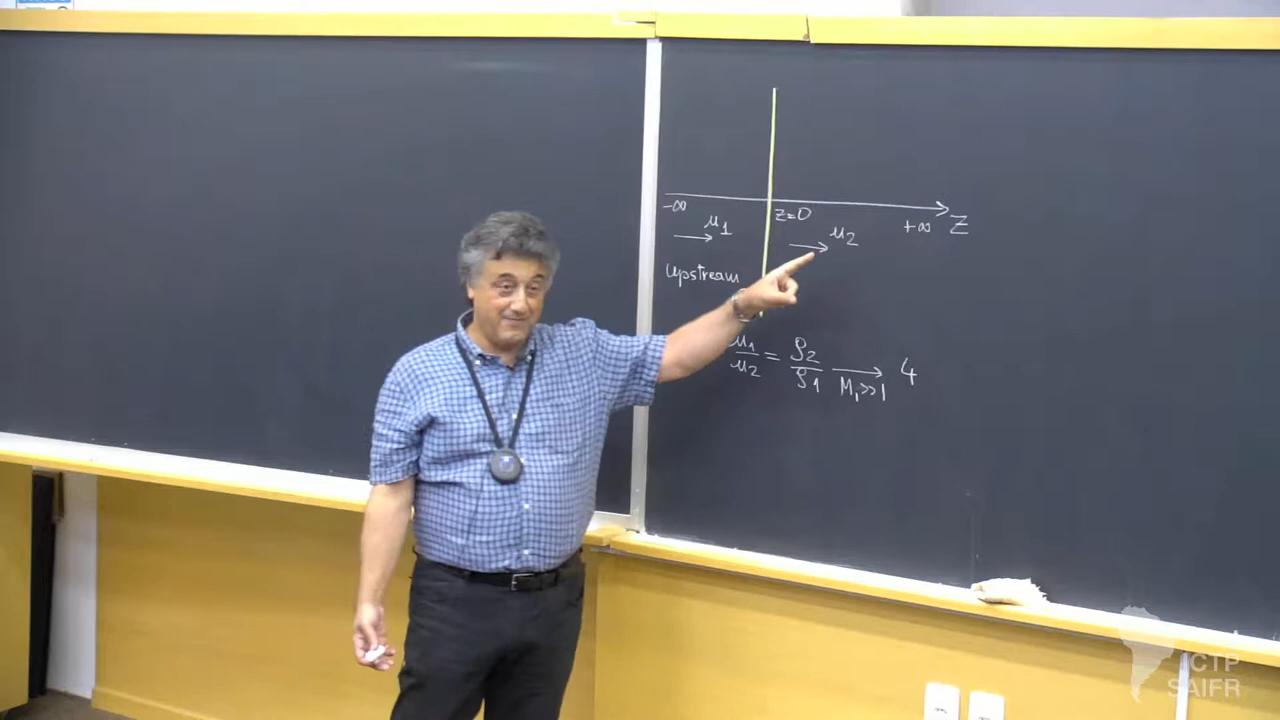 -∞ z=0 +∞ Z
u1 u2
upstream
u1/u2 = ρ2/ρ1 → M1>>1 4
ICTP
SAIFR